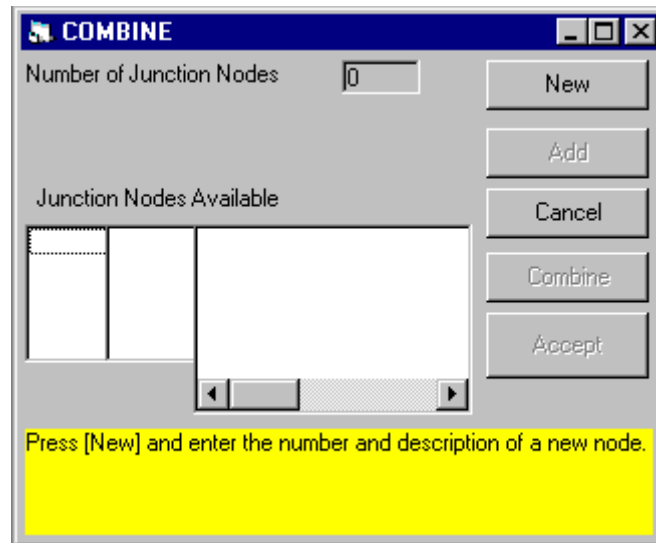 COMBINE
Number of Junction Nodes 0
New
Add
Junction Nodes Available
Cancel
Combine
Accept
Press [New] and enter the number and description of a new node.